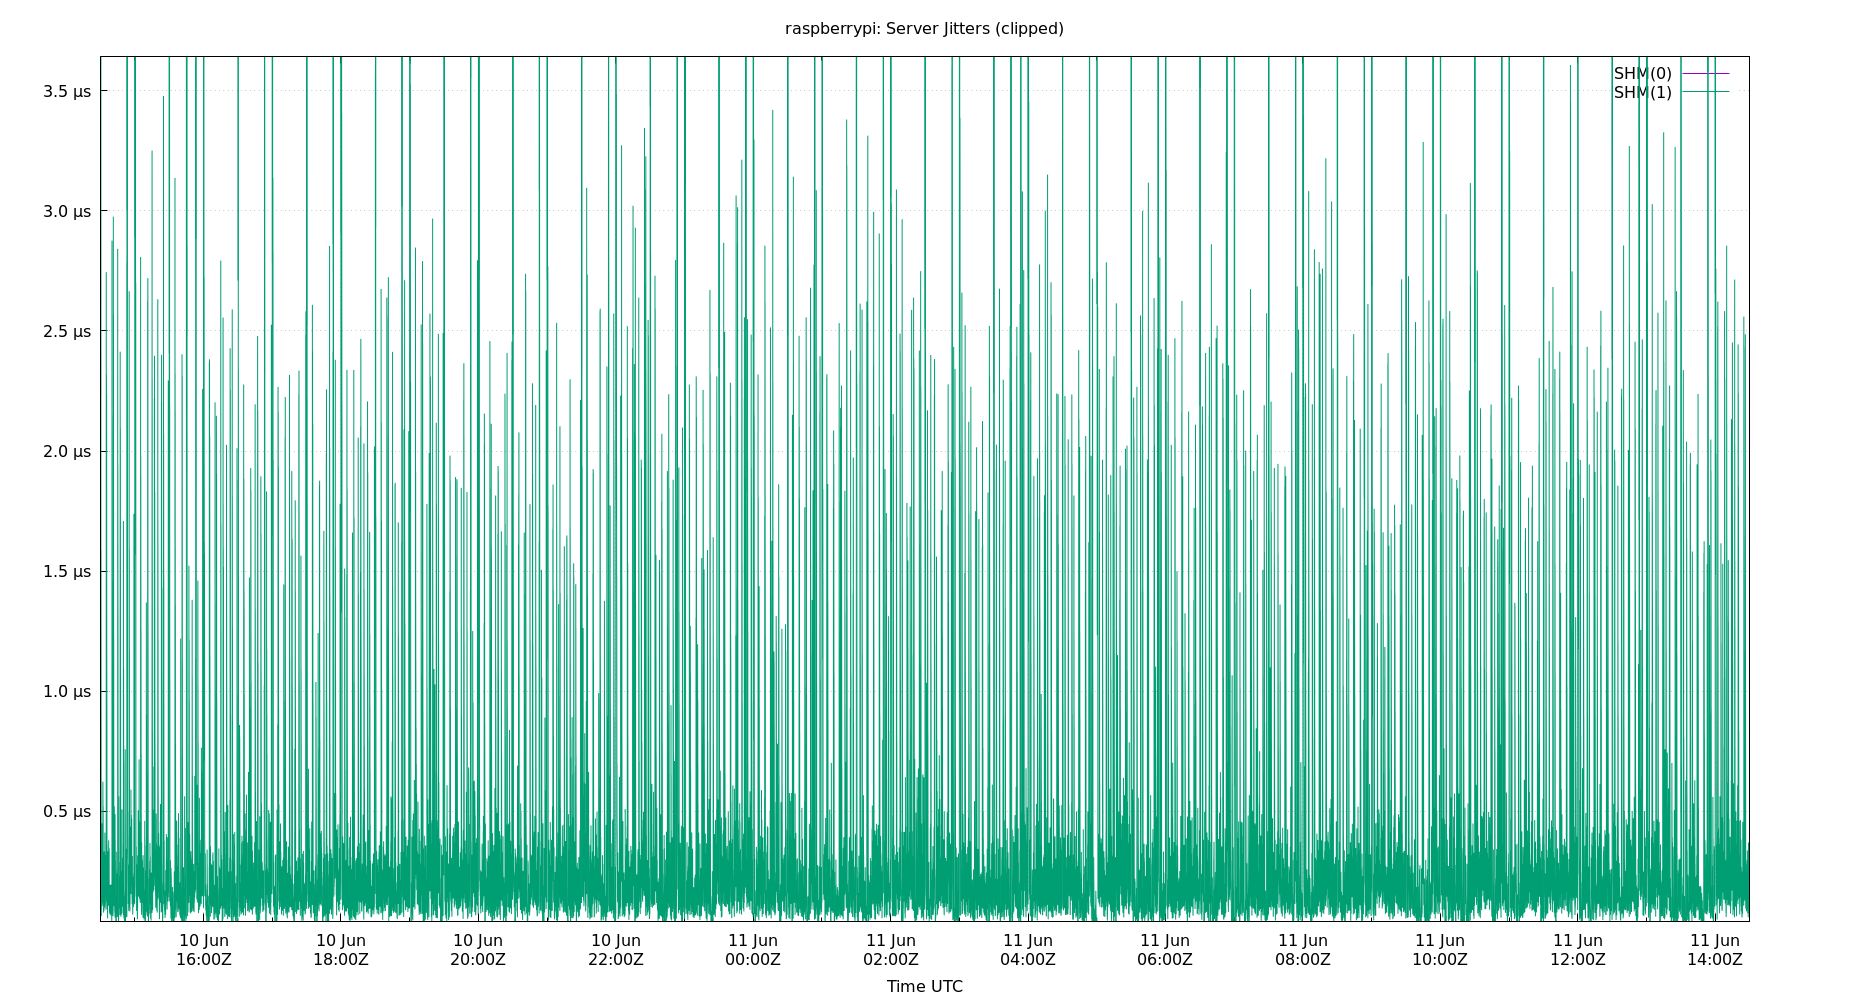 raspberrypi: Server Jitters (clipped)
SHM(0)
SHM(1)
3.5 µs
3.0 µs
2.5 µs
2.0 µs
1.5 µs
1.0 µs
0.5 µs
10 Jun 10 Jun 10 Jun 10 Jun 11 Jun 11 Jun 11 Jun 11 Jun 11 Jun 11 Jun 11 Jun 11 Jun
16:00Z 18:00Z 20:00Z 22:00Z 00:00Z 02:00Z 04:00Z 06:00Z 08:00Z 10:00Z 12:00Z 14:00Z
Time UTC